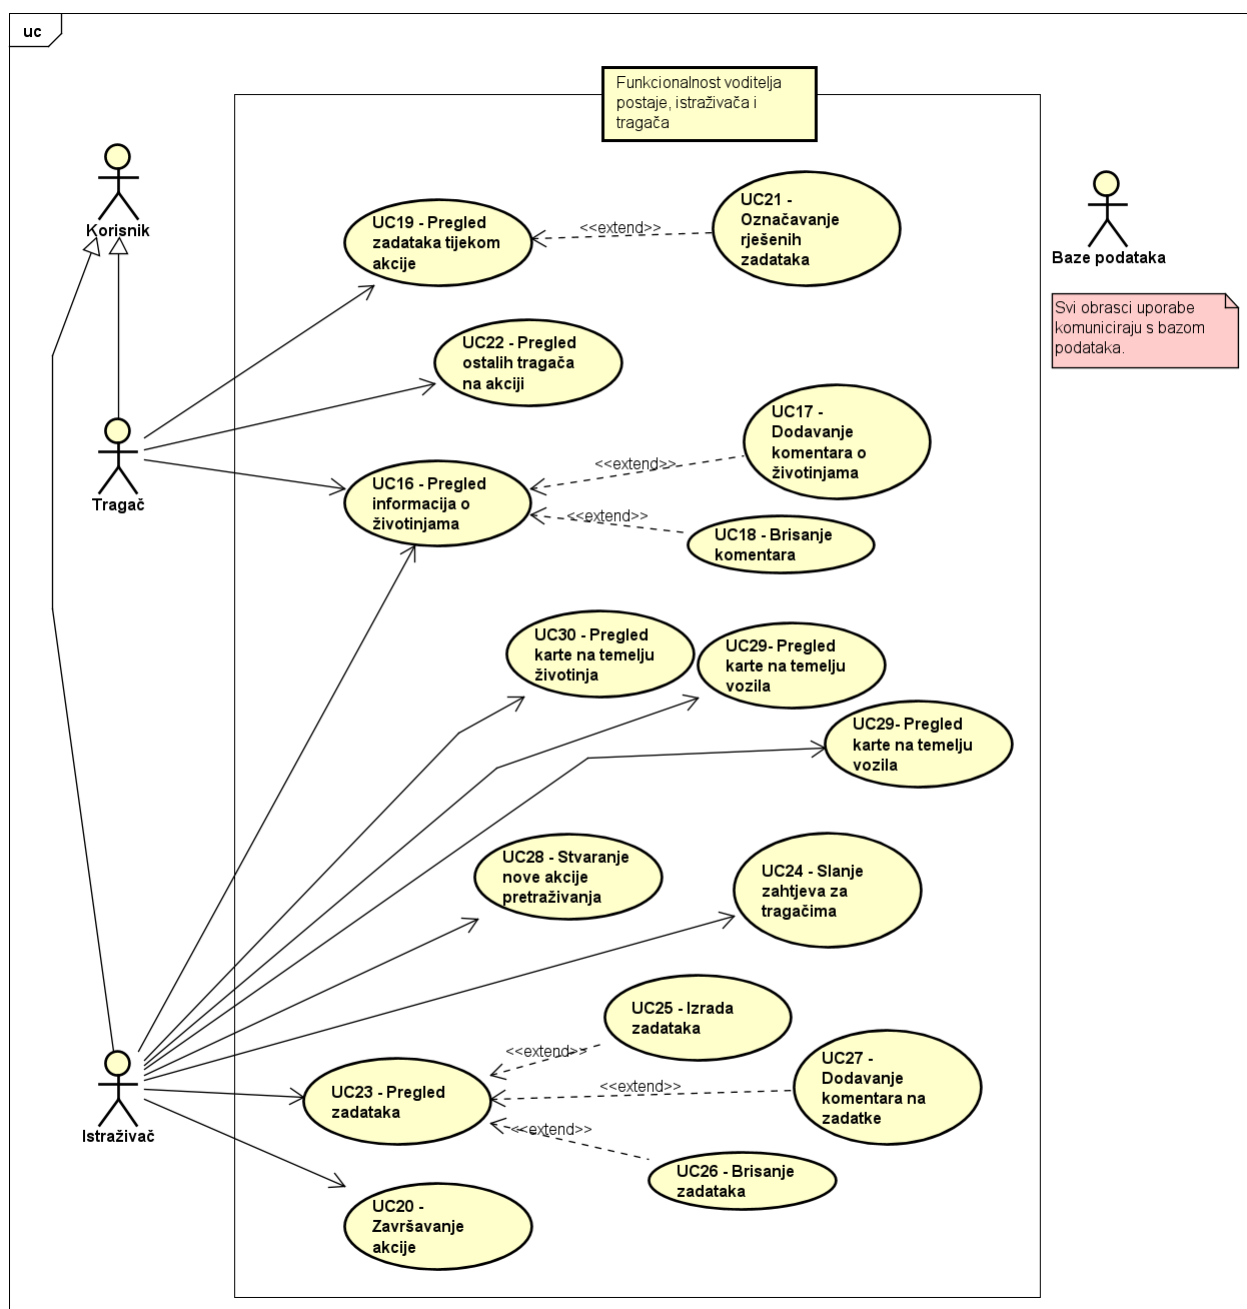 uc
Funkcionalnost voditelja
postaje, istraživača i
tragača
Korisnik
UC19 - Pregled
zadataka tijekom
akcije
<<extend>>
UC21 -
Označavanje
rješenih
zadataka
Baze podataka
Svi obrasci uporabe
komuniciraju s bazom
podataka.
UC22 - Pregled
ostalih tragača
na akciji
Tragač
UC16 - Pregled
informacija o
životinjama
<<extend>>
UC17 -
Dodavanje
komentara o
životinjama
<<extend>>
UC18 - Brisanje
komentara
UC30 - Pregled
karte na temelju
životinja
UC29- Pregled
karte na temelju
vozila
UC29- Pregled
karte na temelju
vozila
UC28 - Stvaranje
nove akcije
pretraživanja
UC24 - Slanje
zahtjeva za
tragačima
Istraživač
UC23 - Pregled
zadataka
<<extend>>
UC25 - Izrada
zadataka
<<extend>>
UC27 -
Dodavanje
komentara na
zadatke
<<extend>>
UC26 - Brisanje
zadataka
UC20 -
Završavanje
akcije